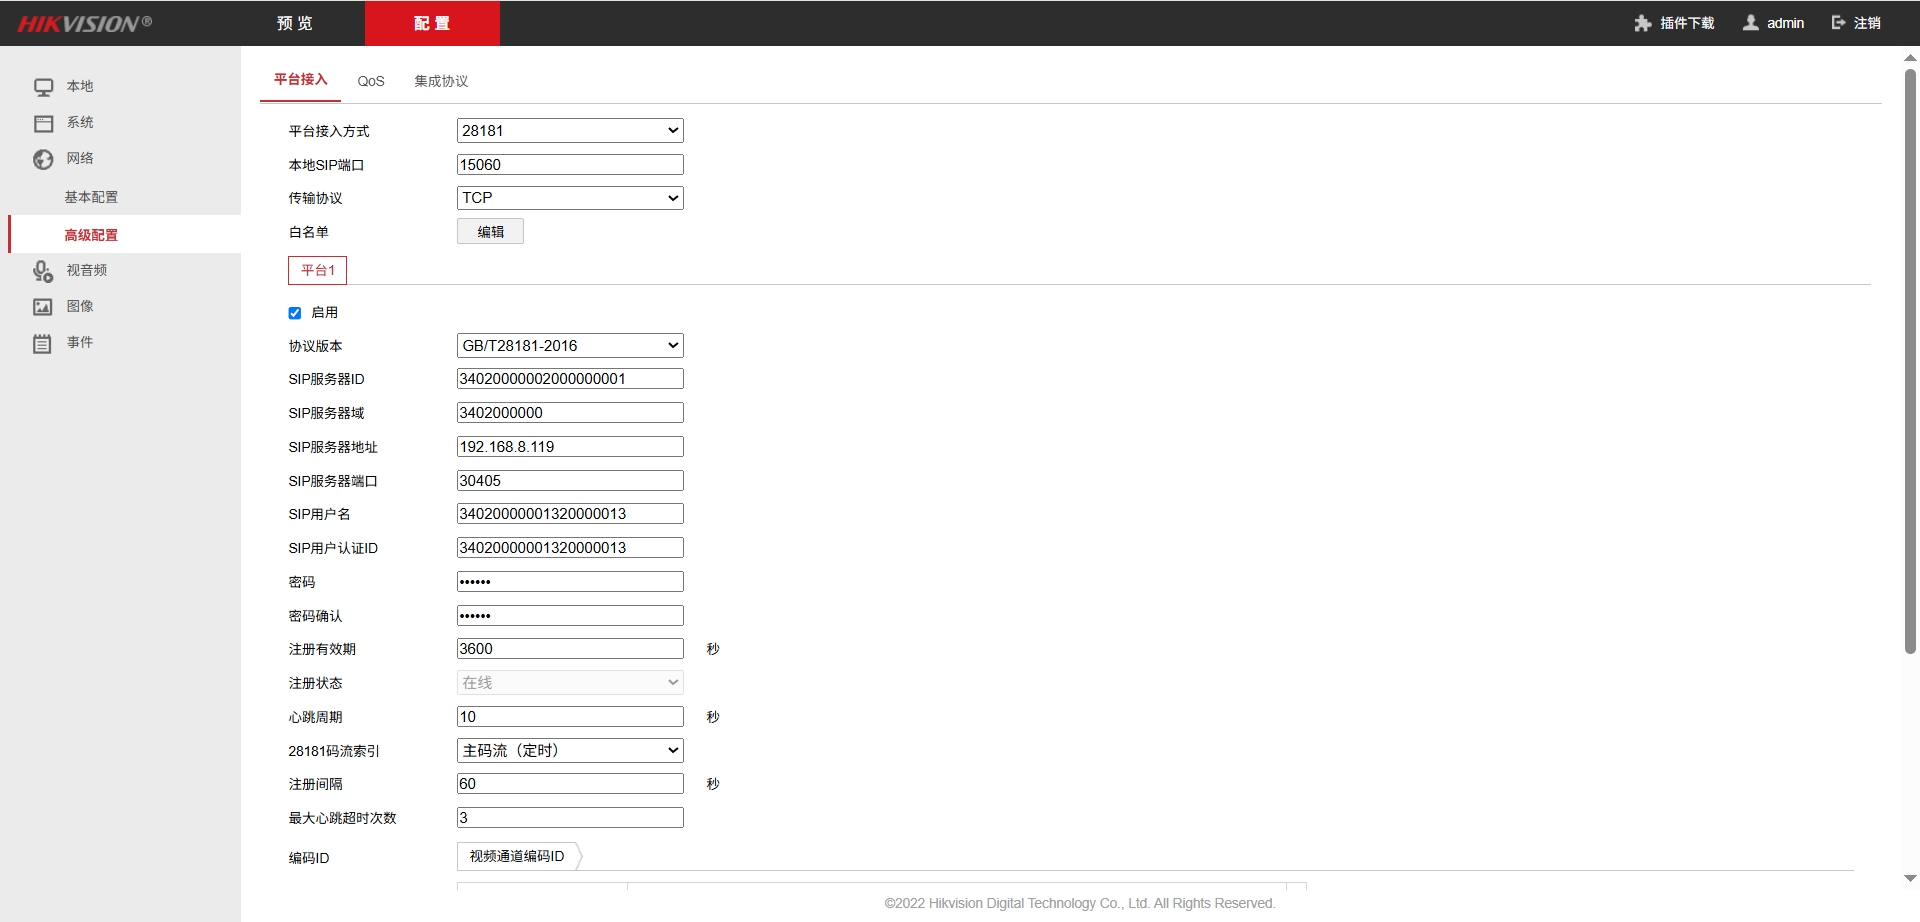 HIKVISION®
预 览
配 置
插件下载
admin
注销
本地
系统
网络
基本配置
高级配置
视音频
图像
事件
平台接入 QoS 集成协议
平台接入方式 28181
本地SIP端口 15060
传输协议 TCP
白名单 编辑
平台1
启用
协议版本 GB/T28181-2016
SIP服务器ID 34020000002000000001
SIP服务器域 3402000000
SIP服务器地址 192.168.8.119
SIP服务器端口 30405
SIP用户名 34020000001320000013
SIP用户认证ID 34020000001320000013
密码 ••••••
密码确认 ••••••
注册有效期 3600 秒
注册状态 在线
心跳周期 10 秒
28181码流索引 主码流（定时）
注册间隔 60 秒
最大心跳超时次数 3
编码ID 视频通道编码ID
©2022 Hikvision Digital Technology Co., Ltd. All Rights Reserved.